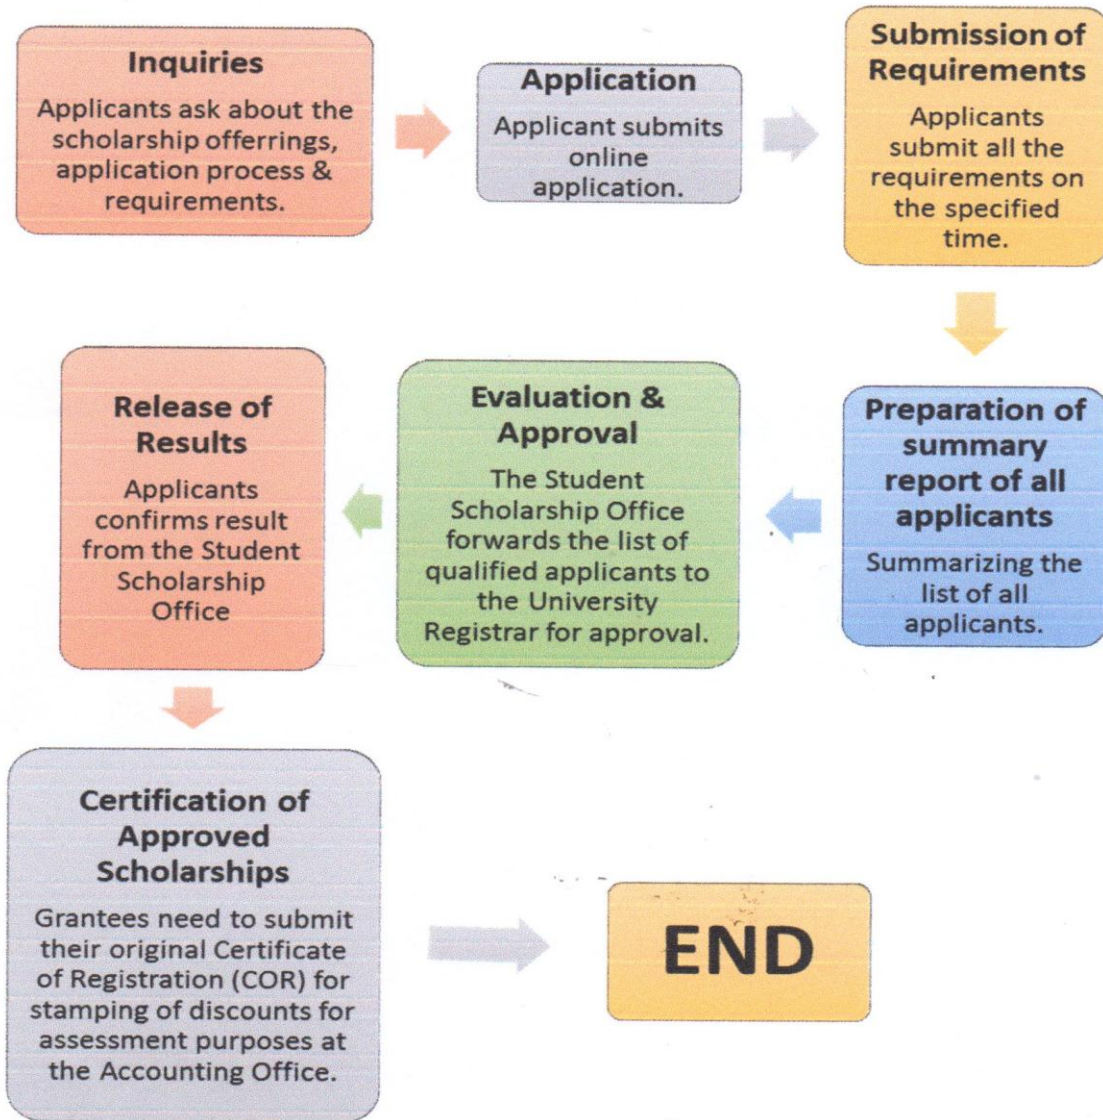 Inquiries
Applicants ask about the
scholarship offerrings,
application process &
requirements.
Application
Applicant submits
online
application.
Submission of
Requirements
Applicants
submit all the
requirements on
the specified
time.
Preparation of
summary
report of all
applicants
Summarizing the
list of all
applicants.
Evaluation &
Approval
The Student
Scholarship Office
forwards the list of
qualified applicants to
the University
Registrar for approval.
Release of
Results
Applicants
confirms result
from the Student
Scholarship
Office
Certification of
Approved
Scholarships
Grantees need to submit
their original Certificate
of Registration (COR) for
stamping of discounts for
assessment purposes at
the Accounting Office.
END